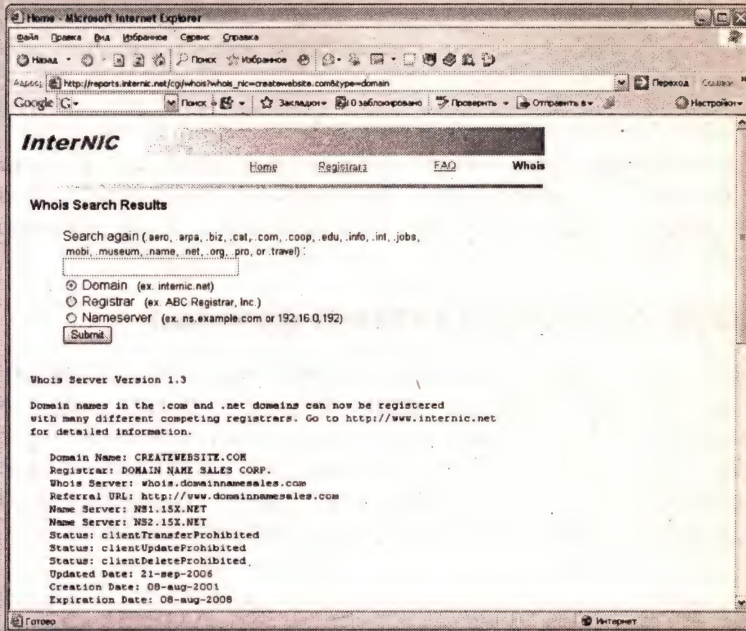 Home - Microsoft Internet Explorer
Файл Правка Вид Избранное Сервис Справка
Назад Поиск Избранное
Адрес: http://reports.internic.net/cgi/whois?whois_nic=createwebsite.com&type=domain Переход Ссылки »
Google G Поиск Закладки 0 заблокировано Проверить Отправить в Настройки
InterNIC
Home Registrars FAQ Whois
Whois Search Results
Search again (.aero, .arpa, .biz, .cat, .com, .coop, .edu, .info, .int, .jobs,
mobi, .museum, .name, .net, .org, .pro, or .travel) :
Domain (ex. internic.net)
Registrar (ex. ABC Registrar, Inc.)
Nameserver (ex. ns.example.com or 192.16.0.192)
Submit
Whois Server Version 1.3
Domain names in the .com and .net domains can now be registered
with many different competing registrars. Go to http://www.internic.net
for detailed information.
Domain Name: CREATEWEBSITE.COM
Registrar: DOMAIN NAME SALES CORP.
Whois Server: whois.domainnamesales.com
Referral URL: http://www.domainnamesales.com
Name Server: NS1.15X.NET
Name Server: NS2.15X.NET
Status: clientTransferProhibited
Status: clientUpdateProhibited
Status: clientDeleteProhibited
Updated Date: 21-sep-2006
Creation Date: 08-aug-2001
Expiration Date: 08-aug-2008
Готово Интернет